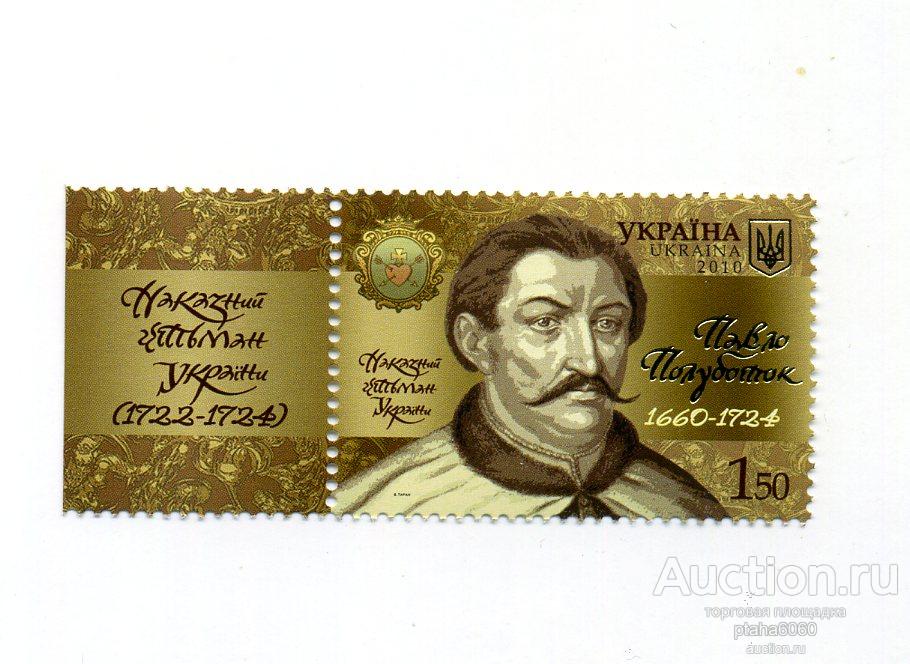 Наказний
гетьман
України
(1722-1724)
Наказний
гетьман
України
УКРАЇНА
UKRAINA
2010
Павло
Полуботок
1660-1724
1 50
В. ТАРАН
Auction.ru
торговая площадка
ptaha6060
auction.ru